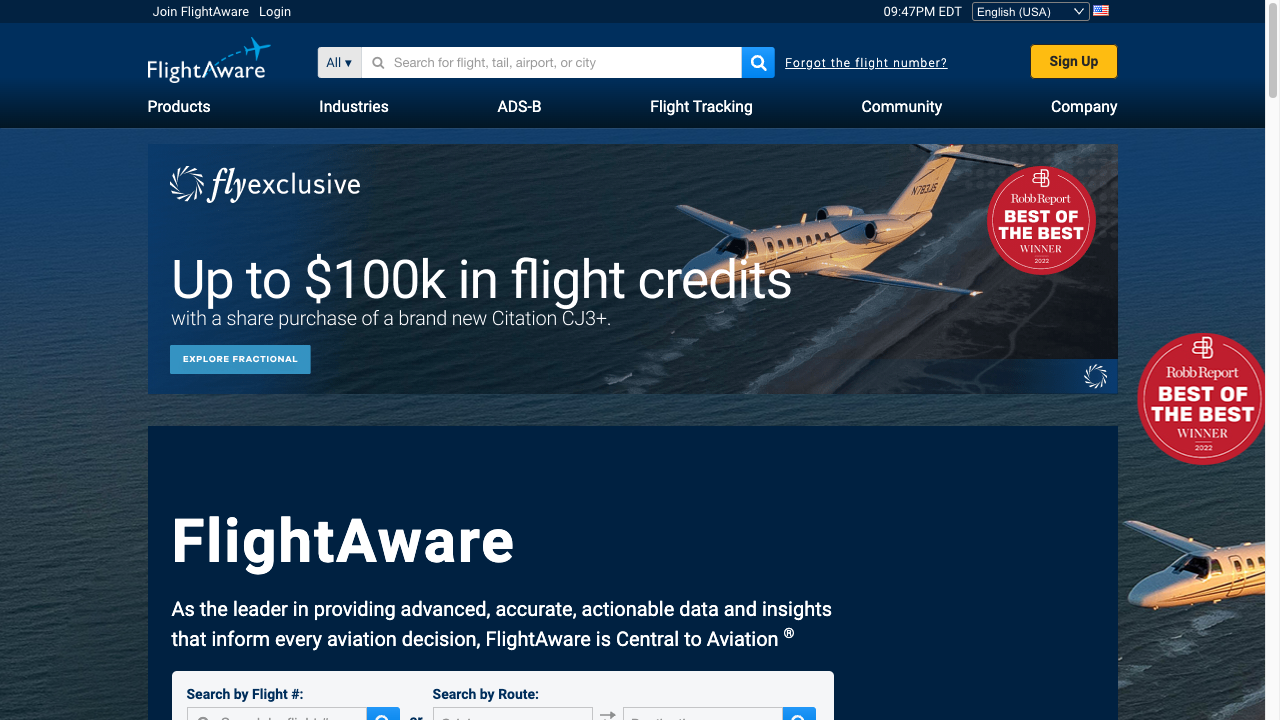 Join FlightAware Login
09:47PM EDT English (USA)
FlightAware
All ▾ Search for flight, tail, airport, or city
Forgot the flight number?
Sign Up
Products Industries ADS-B Flight Tracking Community Company
flyexclusive
N783JS
Robb Report
BEST OF
THE BEST
WINNER
2022
Up to $100k in flight credits
with a share purchase of a brand new Citation CJ3+.
EXPLORE FRACTIONAL
Robb Report
BEST OF
THE BEST
WINNER
2022
FlightAware
As the leader in providing advanced, accurate, actionable data and insights
that inform every aviation decision, FlightAware is Central to Aviation ®
Search by Flight #: Search by Route:
or